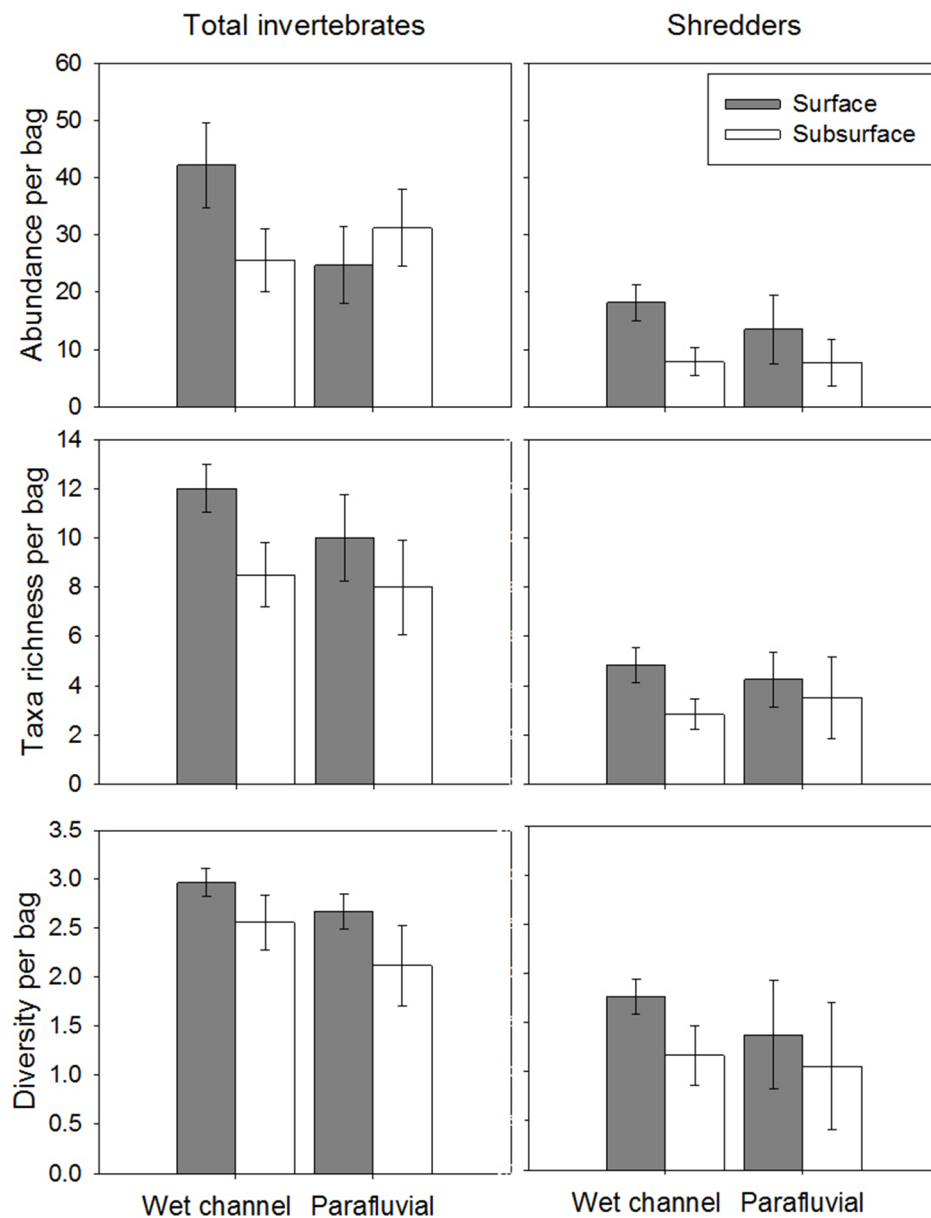 Total invertebrates
Shredders
Abundance per bag
60
50
40
30
20
10
0
Surface
Subsurface
Taxa richness per bag
14
12
10
8
6
4
2
0
Diversity per bag
3.5
3.0
2.5
2.0
1.5
1.0
0.5
0.0
Wet channel
Parafluvial
Wet channel
Parafluvial